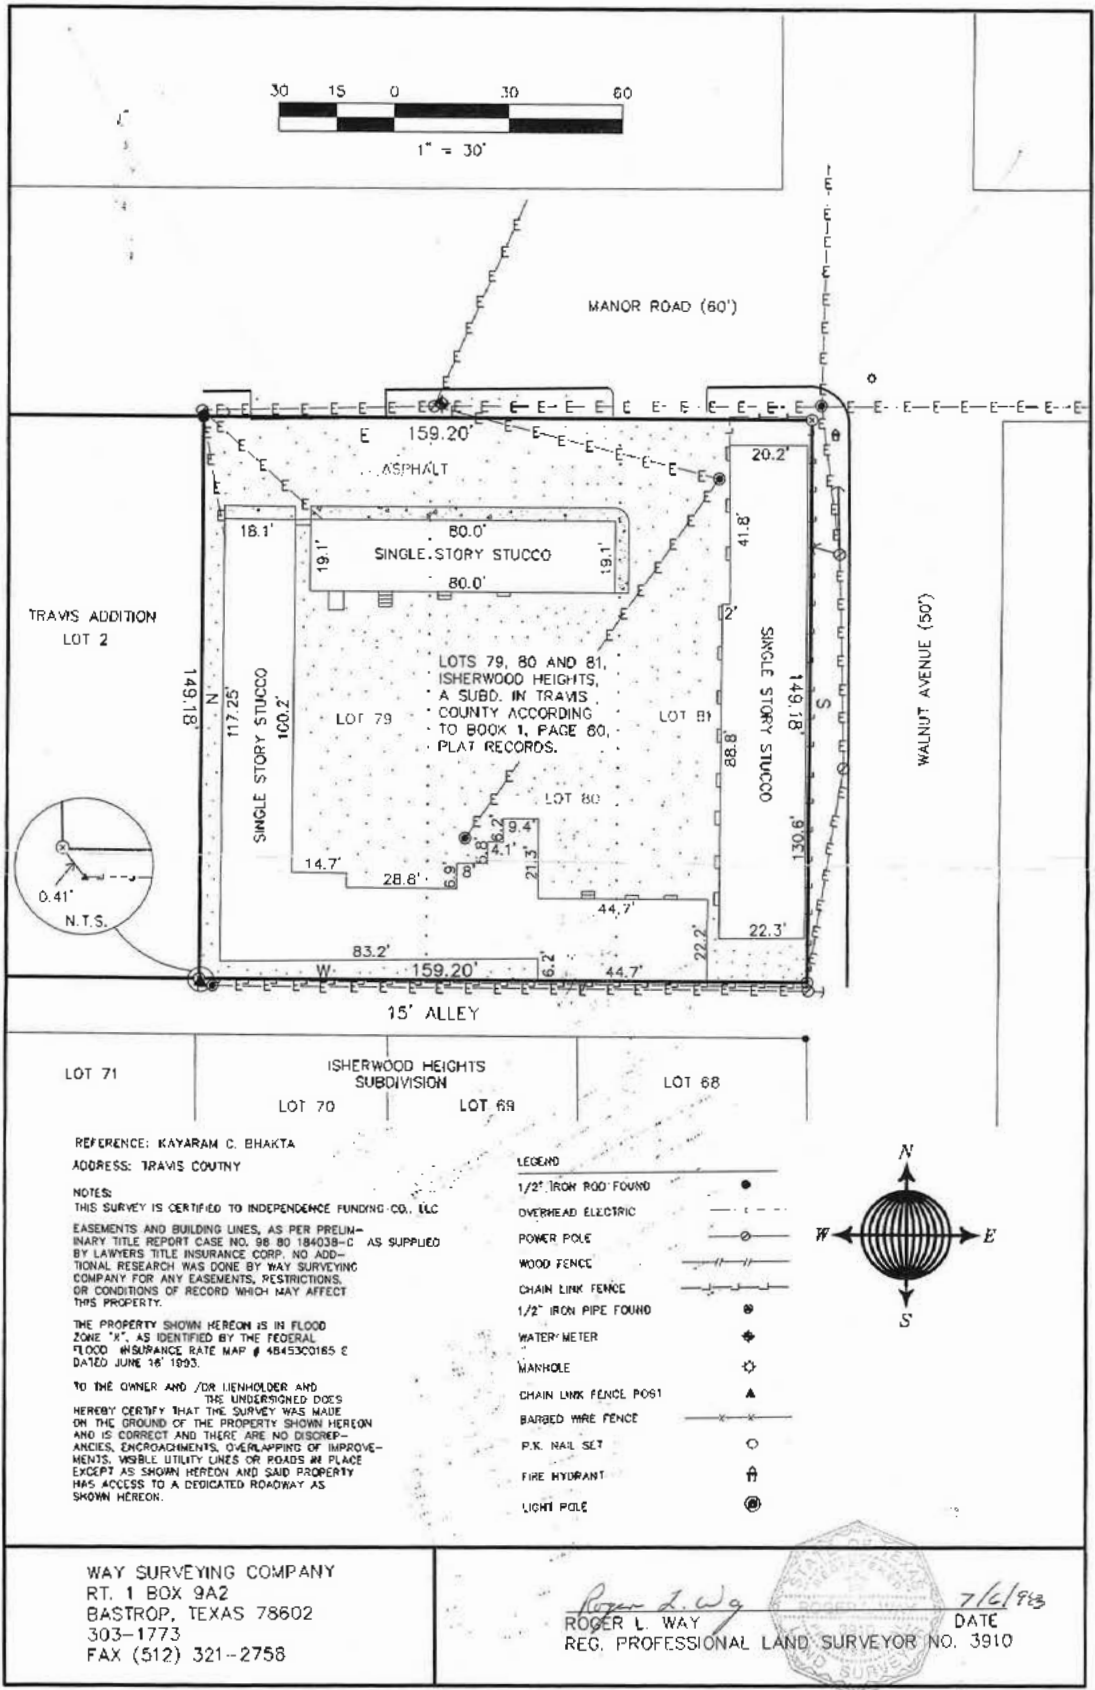 30 15 0 30 60
1" = 30'
MANOR ROAD (60')
E 159.20'
ASPHALT
20.2'
18.1'
80.0'
SINGLE STORY STUCCO
19.1'
19.1'
80.0'
41.8'
2'
TRAVIS ADDITION
LOT 2
149.18'
N
117.25'
SINGLE STORY STUCCO
100.2'
LOT 79
LOTS 79, 80 AND 81,
ISHERWOOD HEIGHTS,
A SUBD. IN TRAVIS
COUNTY ACCORDING
TO BOOK 1, PAGE 60,
PLAT RECORDS.
LOT 81
LOT 80
88.8'
SINGLE STORY STUCCO
149.18'
S
130.6'
WALNUT AVENUE (50')
0.41'
N.T.S.
14.7'
28.8'
6.9'
8'
6.8'
4.1'
6.2'
9.4'
21.3'
44.7'
22.2'
22.3'
83.2'
W 159.20'
6.2'
44.7'
15' ALLEY
LOT 71
ISHERWOOD HEIGHTS
SUBDIVISION
LOT 70
LOT 69
LOT 68
REFERENCE: KAYARAM C. BHAKTA
ADDRESS: TRAVIS COUTNY
NOTES:
THIS SURVEY IS CERTIFIED TO INDEPENDENCE FUNDING CO., LLC
EASEMENTS AND BUILDING LINES, AS PER PRELIM-
INARY TITLE REPORT CASE NO. 98 80 184038-C AS SUPPLIED
BY LAWYERS TITLE INSURANCE CORP. NO ADD-
TIONAL RESEARCH WAS DONE BY WAY SURVEYING
COMPANY FOR ANY EASEMENTS, RESTRICTIONS,
OR CONDITIONS OF RECORD WHICH MAY AFFECT
THIS PROPERTY.
THE PROPERTY SHOWN HEREON IS IN FLOOD
ZONE "X", AS IDENTIFIED BY THE FEDERAL
FLOOD INSURANCE RATE MAP # 48453C0165 E
DATED JUNE 16' 1993.
TO THE OWNER AND /OR LIENHOLDER AND
THE UNDERSIGNED DOES
HEREBY CERTIFY THAT THE SURVEY WAS MADE
ON THE GROUND OF THE PROPERTY SHOWN HEREON
AND IS CORRECT AND THERE ARE NO DISCREP-
ANCIES, ENCROACHMENTS, OVERLAPPING OF IMPROVE-
MENTS, VISIBLE UTILITY LINES OR ROADS IN PLACE
EXCEPT AS SHOWN HEREON AND SAID PROPERTY
HAS ACCESS TO A DEDICATED ROADWAY AS
SHOWN HEREON.
LEGEND
1/2" IRON ROD FOUND
OVERHEAD ELECTRIC
POWER POLE
WOOD FENCE
CHAIN LINK FENCE
1/2" IRON PIPE FOUND
WATER METER
MANHOLE
CHAIN LINK FENCE POST
BARBED WIRE FENCE
P.K. NAIL SET
FIRE HYDRANT
LIGHT POLE
N
W E
S
WAY SURVEYING COMPANY
RT. 1 BOX 9A2
BASTROP, TEXAS 78602
303-1773
FAX (512) 321-2758
STATE OF TEXAS
REGISTERED
ROGER L. WAY
3910
LAND SURVEYOR
ROGER L. WAY
DATE
REG. PROFESSIONAL LAND SURVEYOR NO. 3910